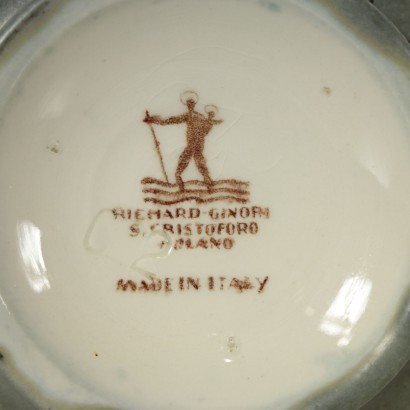 RICHARD-GINORI
S. CRISTOFORO
MILANO
MADE IN ITALY